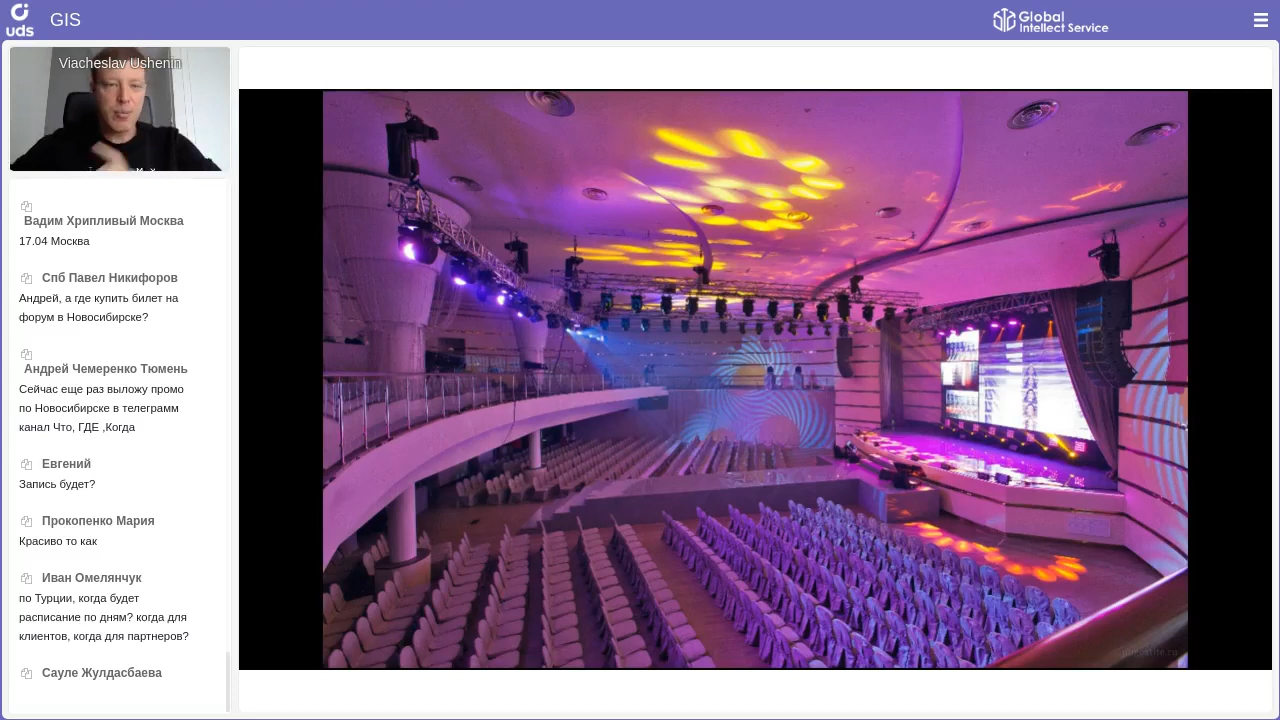 uds
GIS
Global
Intellect Service
Viacheslav Ushenin
Вадим Хрипливый Москва
17.04 Москва
Спб Павел Никифоров
Андрей, а где купить билет на
форум в Новосибирске?
Андрей Чемеренко Тюмень
Сейчас еще раз выложу промо
по Новосибирске в телеграмм
канал Что, ГДЕ ,Когда
Евгений
Запись будет?
Прокопенко Мария
Красиво то как
Иван Омелянчук
по Турции, когда будет
расписание по дням? когда для
клиентов, когда для партнеров?
Сауле Жулдасбаева